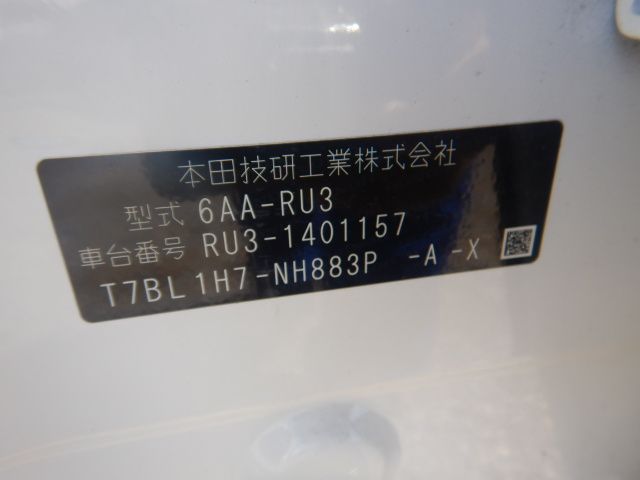 本田技研工業株式会社
型式 6AA-RU3
車台番号 RU3-1401157
T7BL1H7-NH883P -A -X